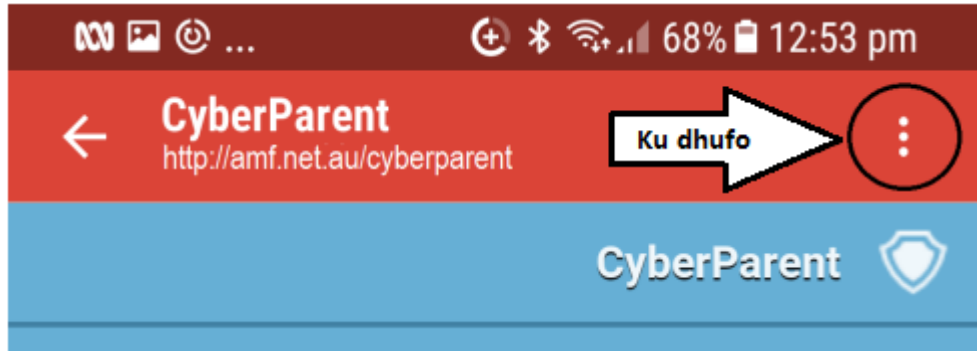 ... 68% 12:53 pm
CyberParent
http://amf.net.au/cyberparent
Ku dhufo
CyberParent